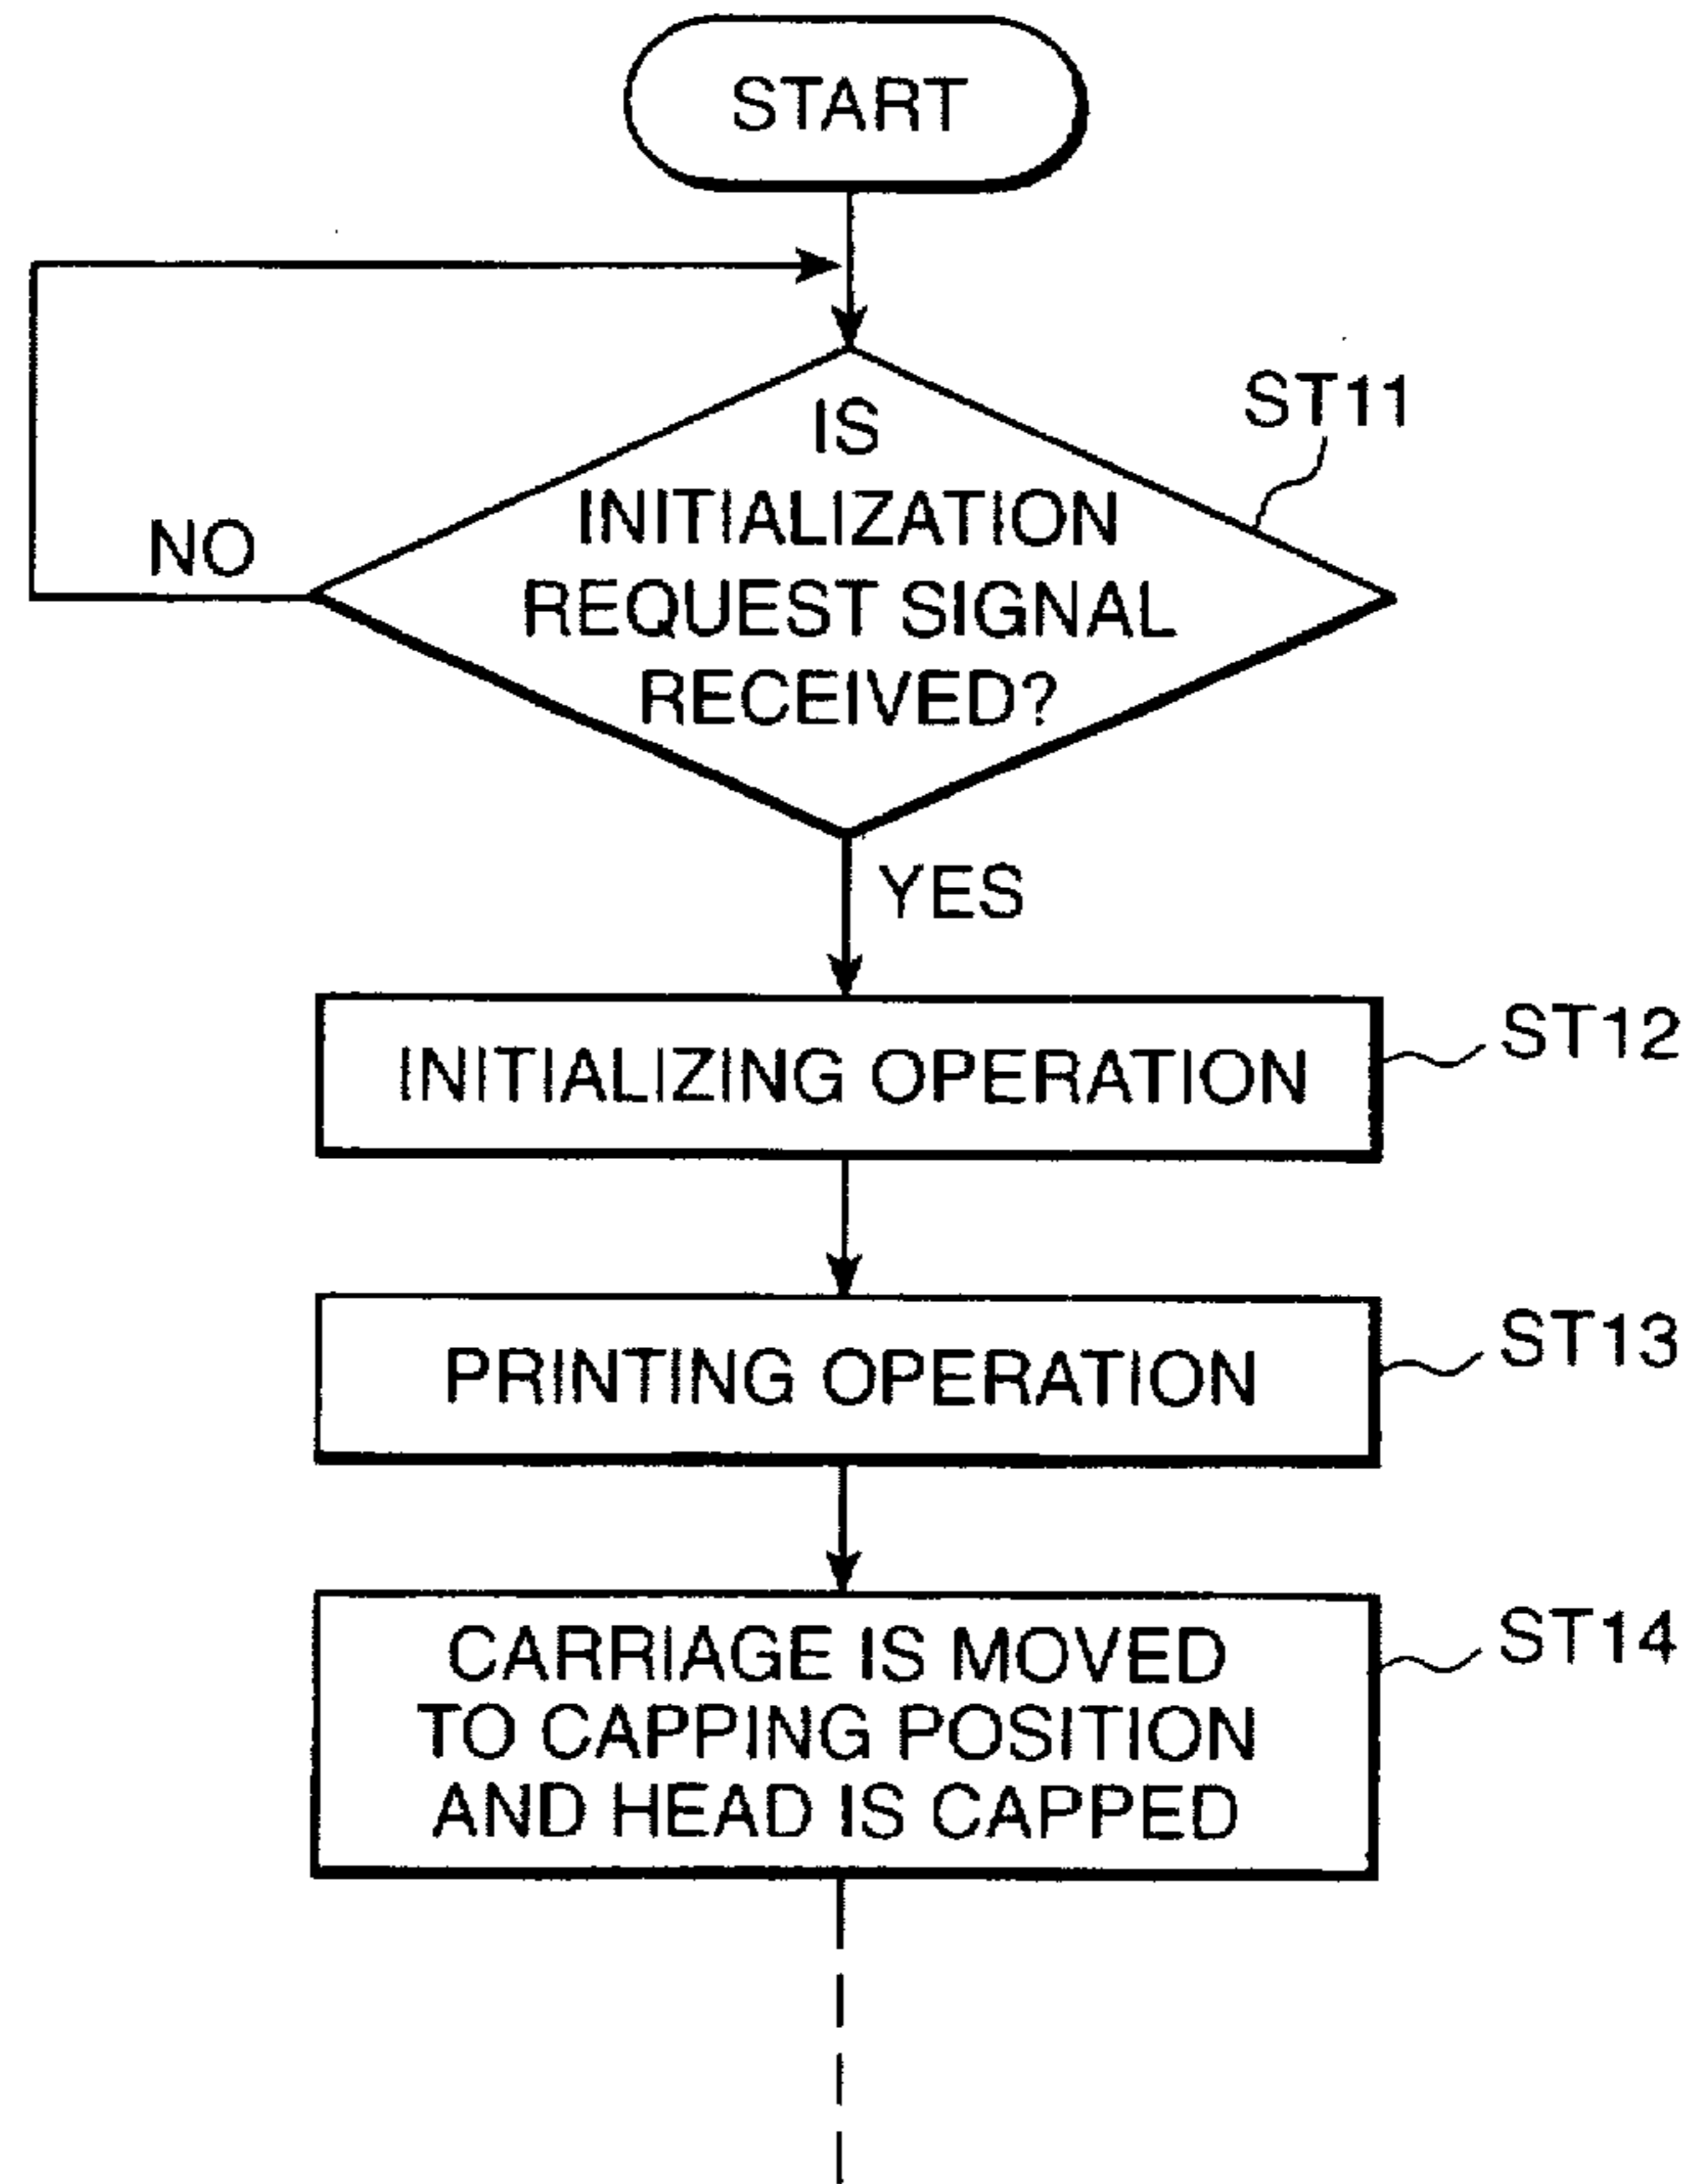 START
IS
INITIALIZATION
REQUEST SIGNAL
RECEIVED?
ST11
NO
YES
INITIALIZING OPERATION
ST12
PRINTING OPERATION
ST13
CARRIAGE IS MOVED
TO CAPPING POSITION
AND HEAD IS CAPPED
ST14